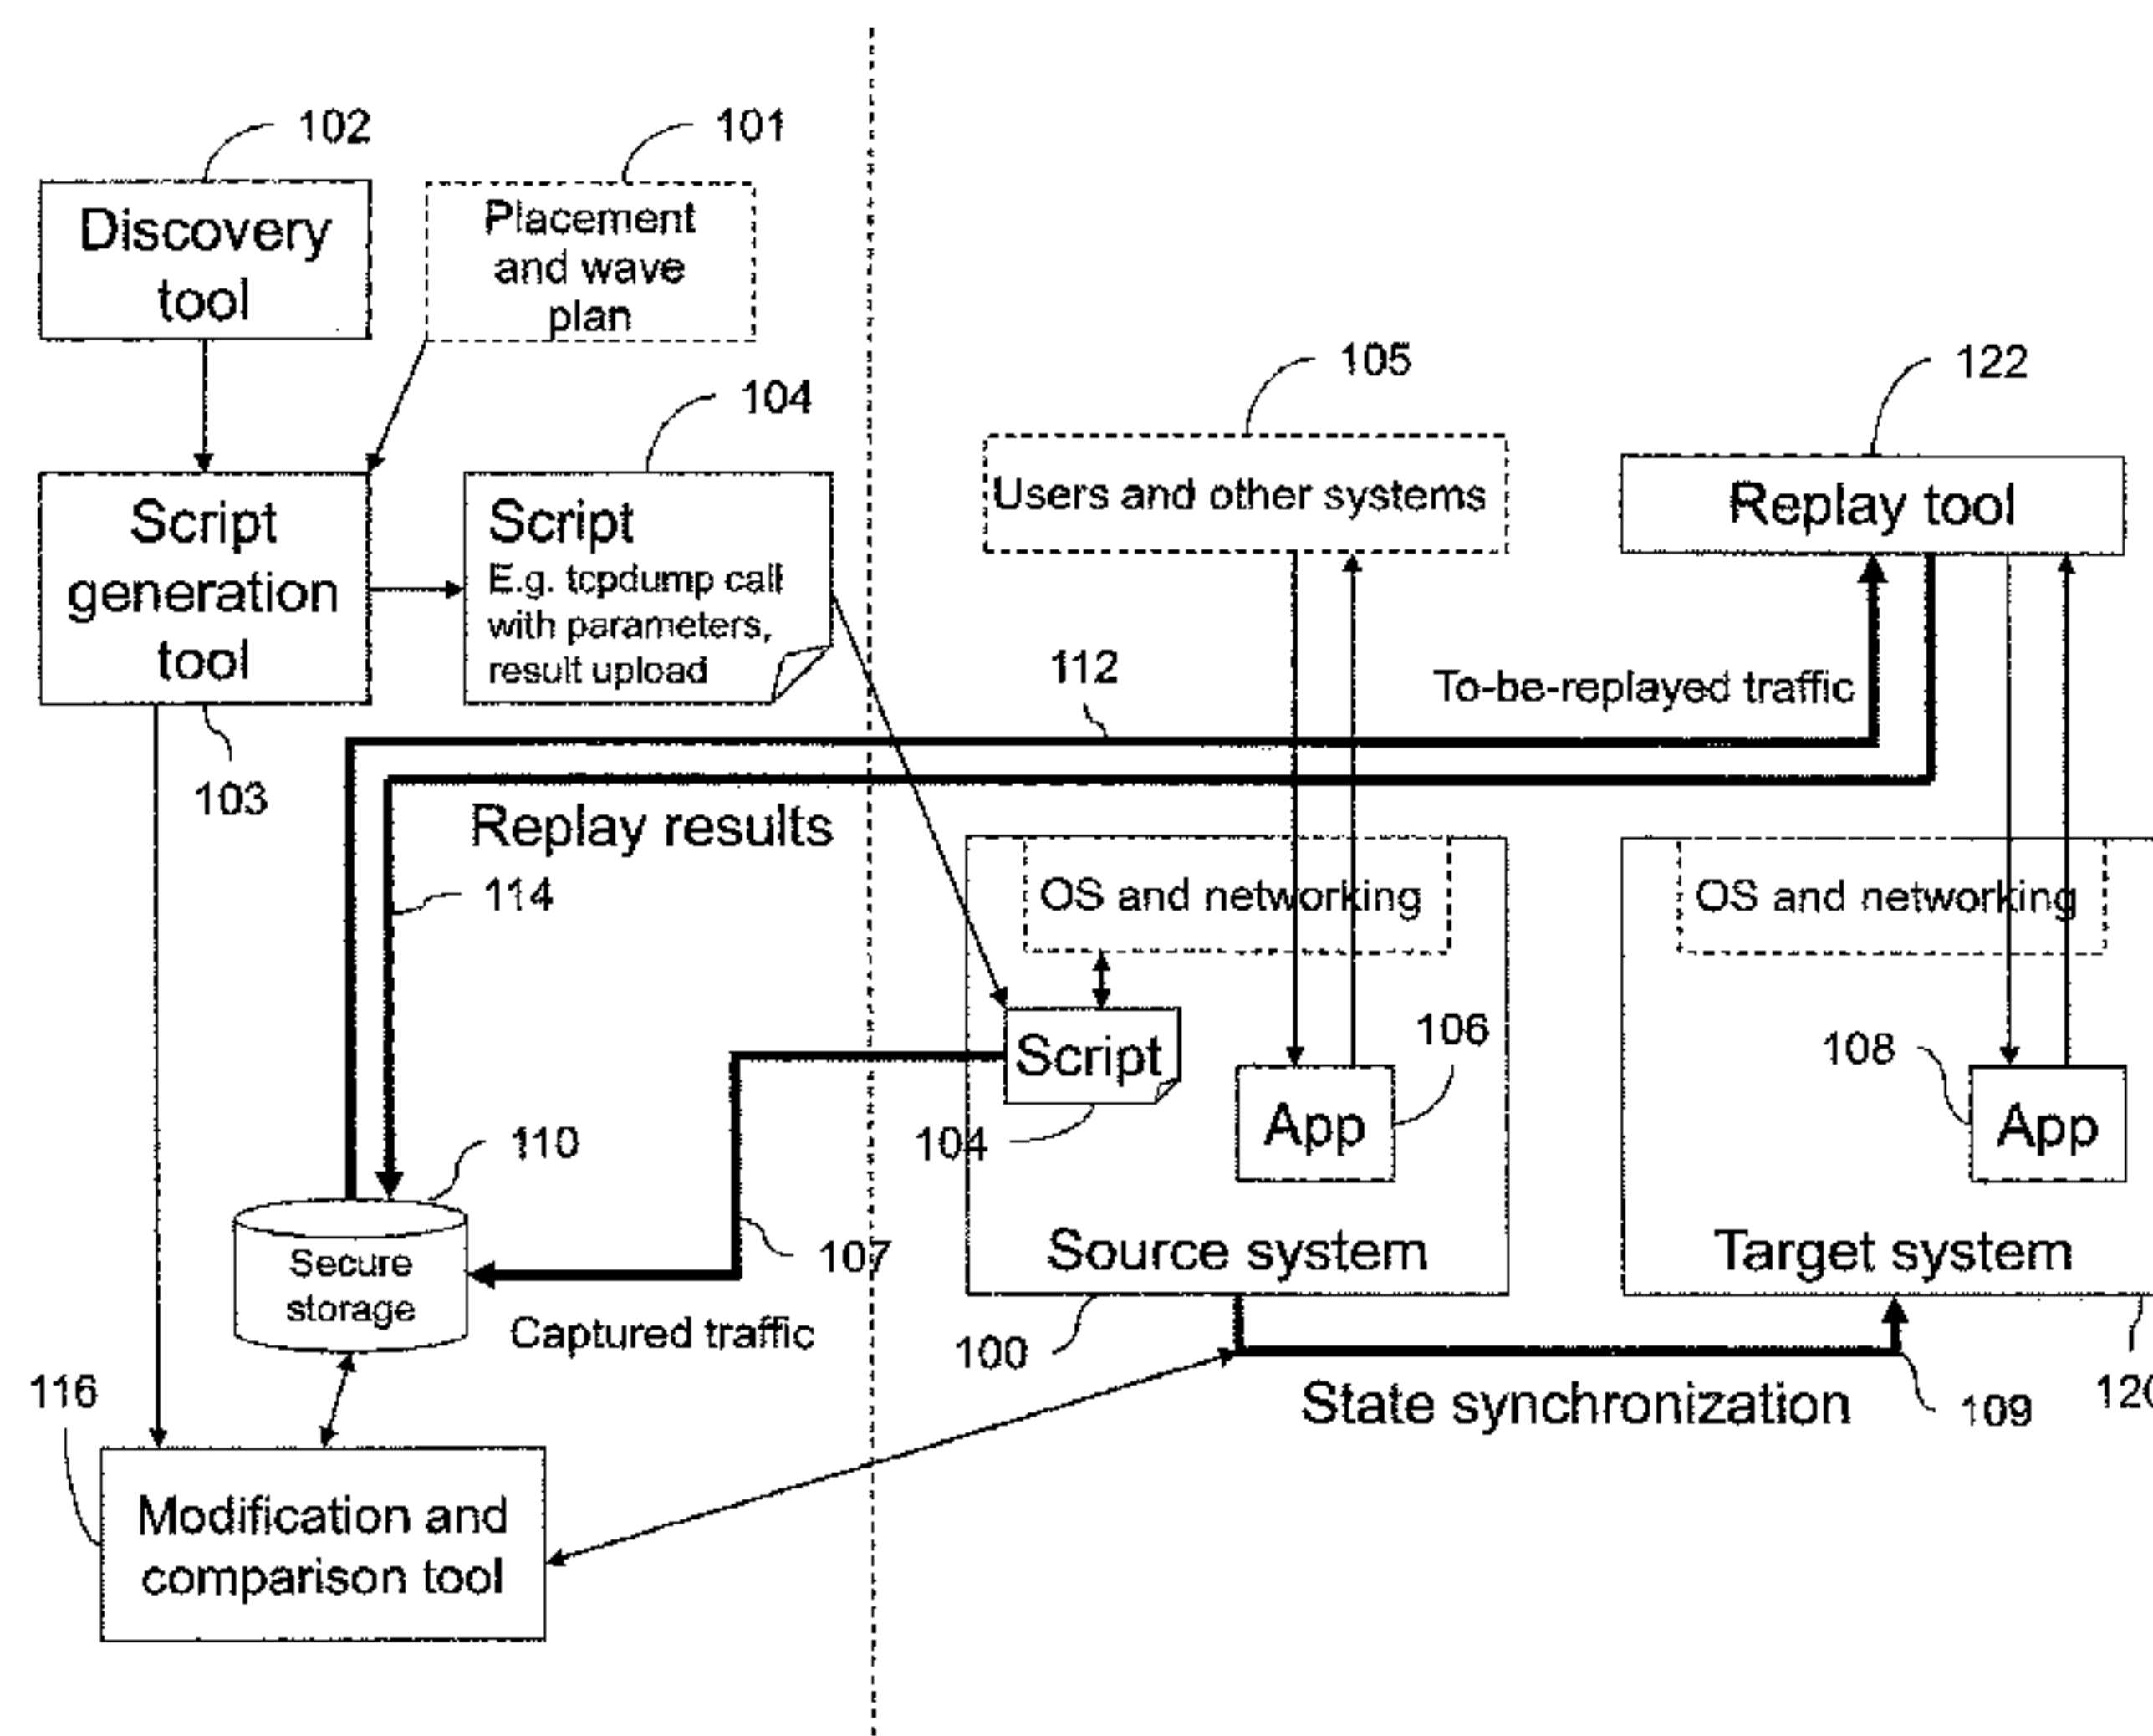 102
101
Discovery
tool
Placement
and wave
plan
105
122
104
Script
generation
tool
Script
E.g. tcpdump call
with parameters,
result upload
Users and other systems
Replay tool
112
To-be-replayed traffic
103
Replay results
114
OS and networking
OS and networking
Script
106
108
App
App
104
110
Secure
storage
107
Source system
Target system
Captured traffic
100
116
State synchronization
109
Modification and
comparison tool